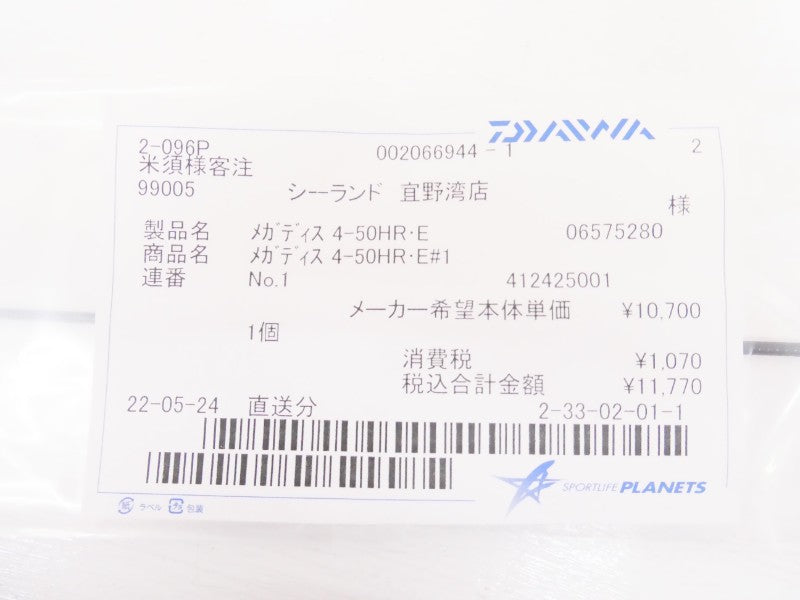 DAIWA
2-096P 002066944-1 2
米須様客注
99005 シーランド 宜野湾店 様
製品名 ﾒｶﾞﾃﾞｨｽ 4-50HR･E 06575280
商品名 ﾒｶﾞﾃﾞｨｽ 4-50HR･E#1
連番 No.1 412425001
メーカー希望本体単価 ¥10,700
1個
消費税 ¥1,070
税込合計金額 ¥11,770
22-05-24 直送分 2-33-02-01-1
SPORTLIFE PLANETS
紙 ラベル プラ 包装